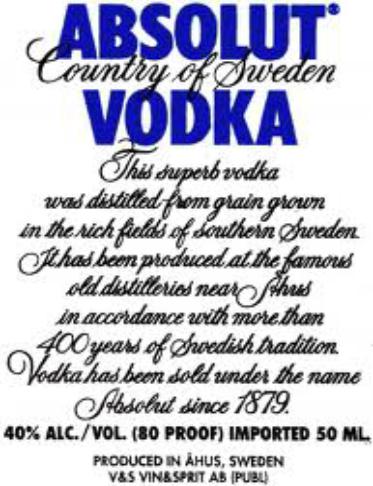 ABSOLUT®
Country of Sweden
VODKA
This superb vodka
was distilled from grain grown
in the rich fields of southern Sweden.
It has been produced at the famous
old distilleries near Åhus
in accordance with more than
400 years of Swedish tradition.
Vodka has been sold under the name
Absolut since 1879.
40% ALC./VOL. (80 PROOF) IMPORTED 50 ML.
PRODUCED IN ÅHUS, SWEDEN
V&S VIN&SPRIT AB (PUBL)